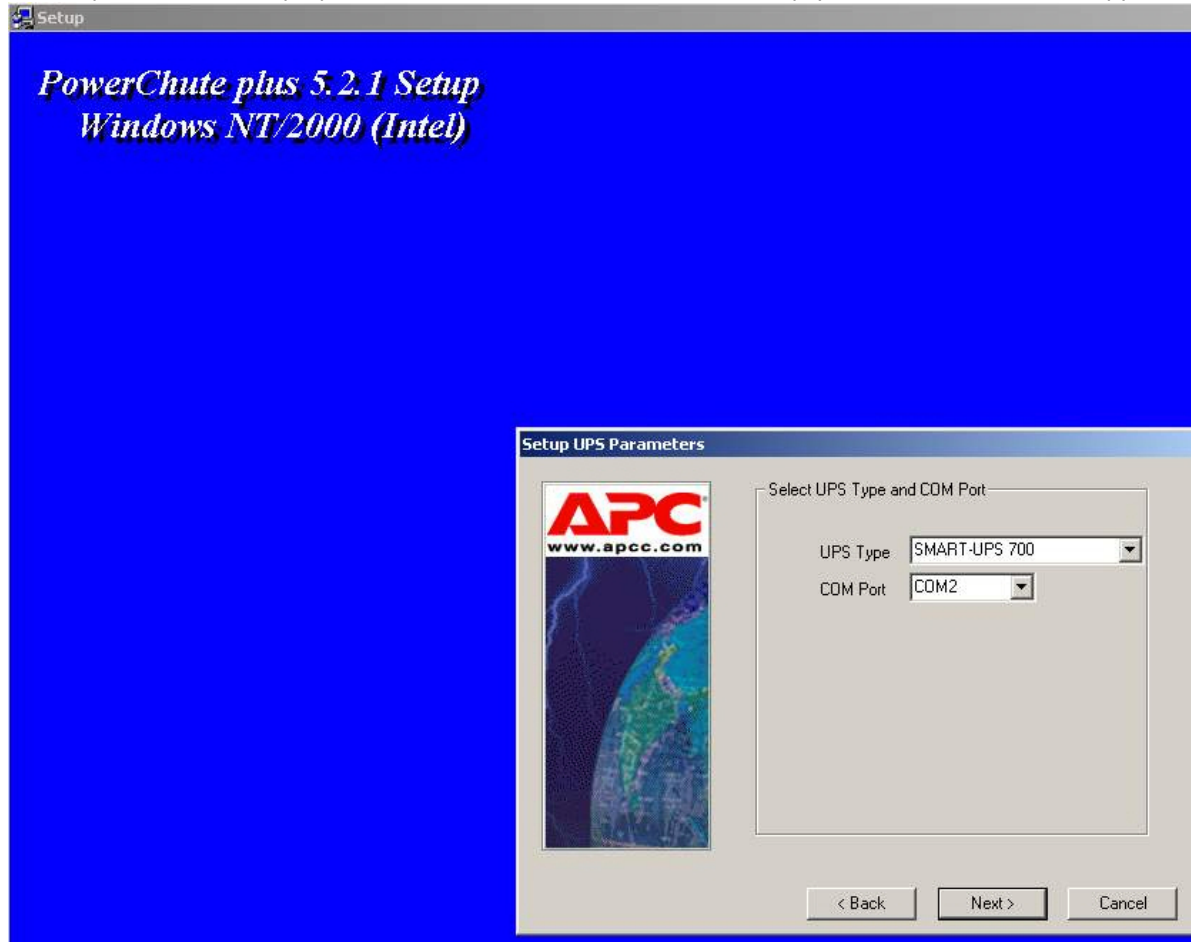 Setup
PowerChute plus 5.2.1 Setup
Windows NT/2000 (Intel)
Setup UPS Parameters
APC
www.apcc.com
Select UPS Type and COM Port
UPS Type SMART-UPS 700
COM Port COM2
< Back Next > Cancel